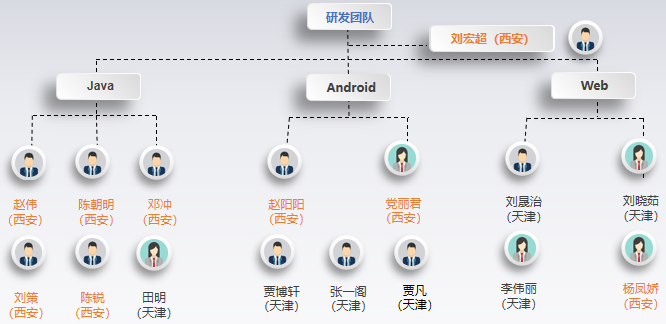 研发团队
刘宏超（西安）
Java
Android
Web
赵伟
（西安）
陈朝明
（西安）
邓冲
（西安）
赵阳阳
（西安）
党丽君
（西安）
刘晟治
（天津）
刘晓茹
（天津）
刘策
（西安）
陈锐
（西安）
田明
（天津）
贾博轩
（天津）
张一阁
（天津）
贾凡
（天津）
李伟丽
（天津）
杨凤娇
（西安）